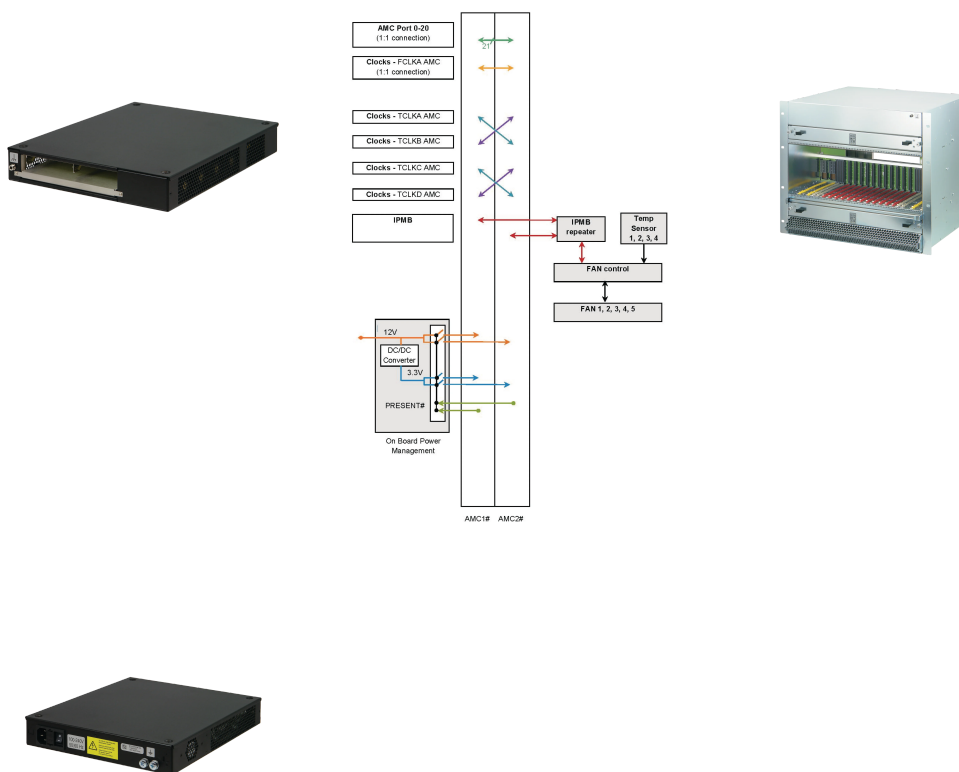 AMC Port 0-20
(1:1 connection)
21
Clocks - FCLKA AMC
(1:1 connection)
Clocks - TCLKA AMC
Clocks - TCLKB AMC
Clocks - TCLKC AMC
Clocks - TCLKD AMC
IPMB
IPMB
repeater
Temp
Sensor
1, 2, 3, 4
FAN control
FAN 1, 2, 3, 4, 5
12V
DC/DC
Converter
3.3V
PRESENT#
On Board Power
Management
AMC1# AMC2#
100-240V